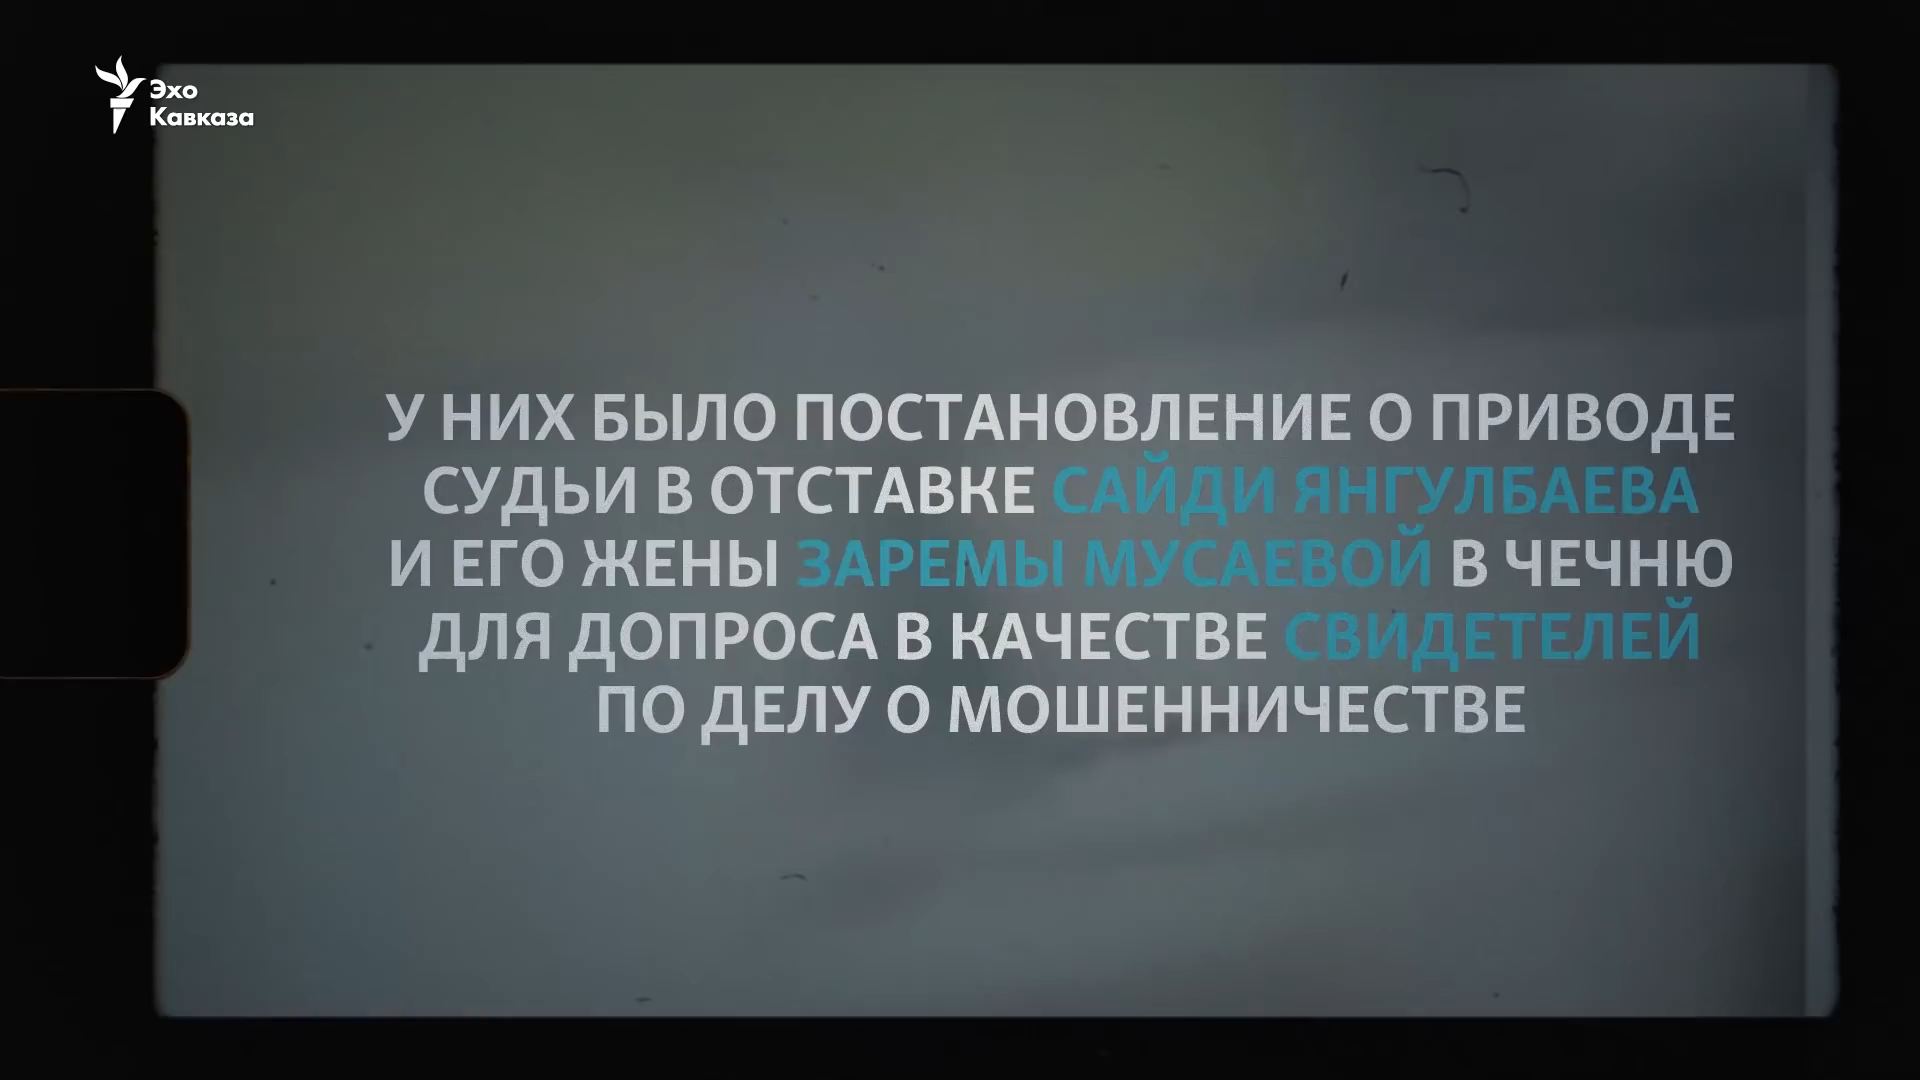 Эхо
Кавказа
У НИХ БЫЛО ПОСТАНОВЛЕНИЕ О ПРИВОДЕ
СУДЬИ В ОТСТАВКЕ САЙДИ ЯНГУЛБАЕВА
И ЕГО ЖЕНЫ ЗАРЕМЫ МУСАЕВОЙ В ЧЕЧНЮ
ДЛЯ ДОПРОСА В КАЧЕСТВЕ СВИДЕТЕЛЕЙ
ПО ДЕЛУ О МОШЕННИЧЕСТВЕ